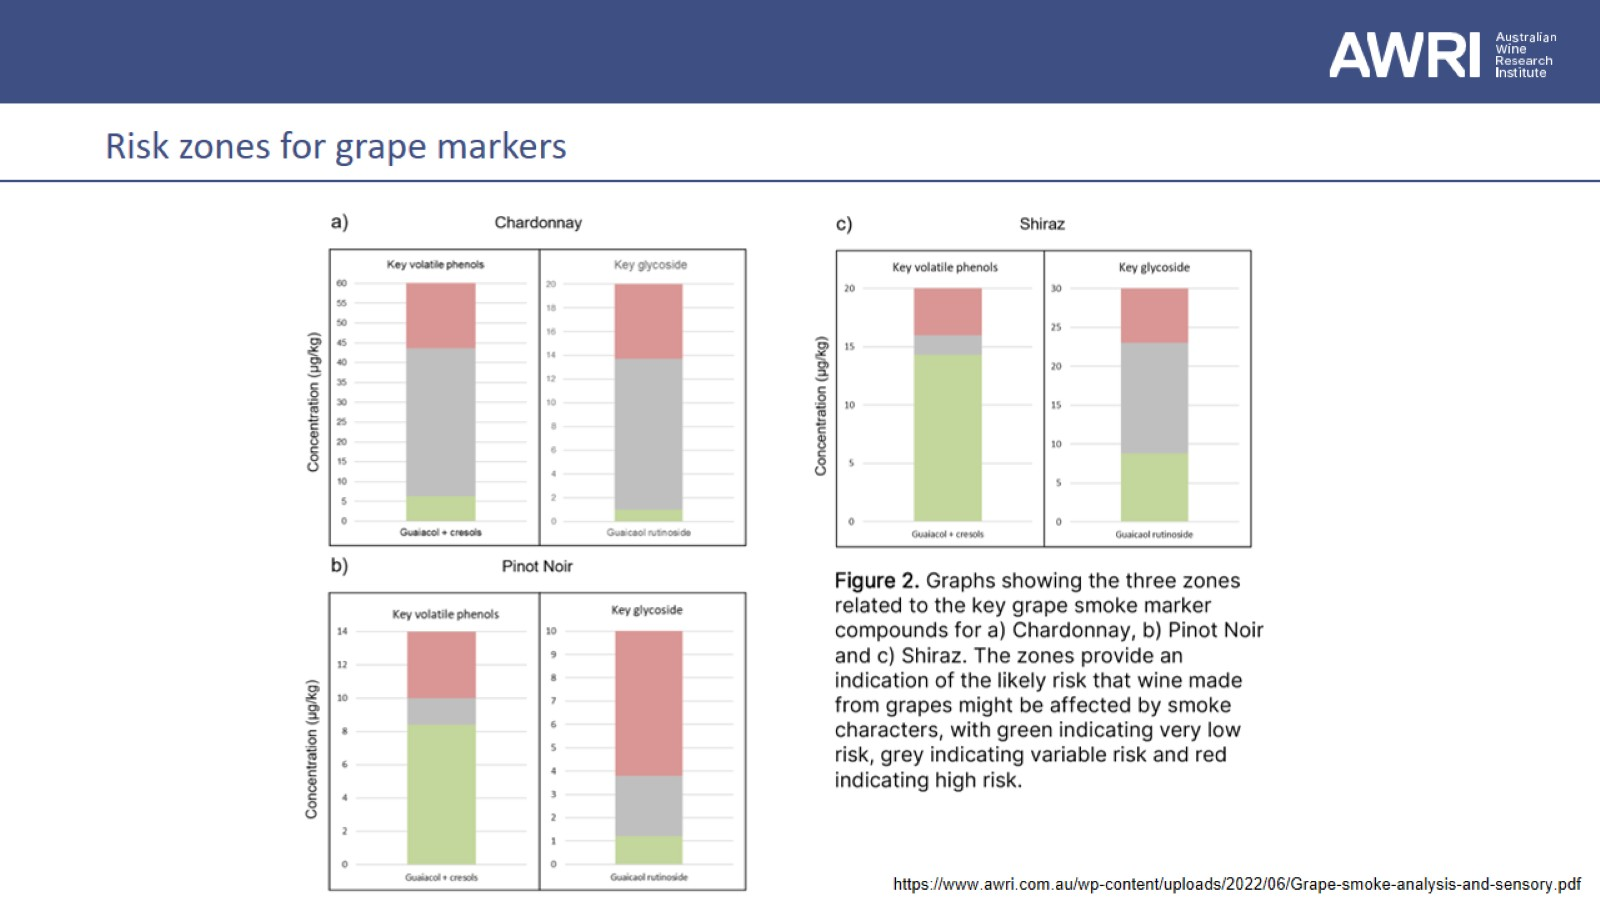 AWRI
Australian
Wine
Research
Institute
Risk zones for grape markers
a)
Chardonnay
Key volatile phenols
Key glycoside
Concentration (µg/kg)
60
55
50
45
40
35
30
25
20
15
10
5
0
20
18
16
14
12
10
8
6
4
2
0
Guaiacol + cresols
Guaicaol rutinoside
b)
Pinot Noir
Key volatile phenols
Key glycoside
Concentration (µg/kg)
14
12
10
8
6
4
2
0
10
9
8
7
6
5
4
3
2
1
0
Guaiacol + cresols
Guaicaol rutinoside
c)
Shiraz
Key volatile phenols
Key glycoside
Concentration (µg/kg)
20
15
10
5
0
30
25
20
15
10
5
0
Guaiacol + cresols
Guaicaol rutinoside
Figure 2. Graphs showing the three zones
related to the key grape smoke marker
compounds for a) Chardonnay, b) Pinot Noir
and c) Shiraz. The zones provide an
indication of the likely risk that wine made
from grapes might be affected by smoke
characters, with green indicating very low
risk, grey indicating variable risk and red
indicating high risk.
https://www.awri.com.au/wp-content/uploads/2022/06/Grape-smoke-analysis-and-sensory.pdf